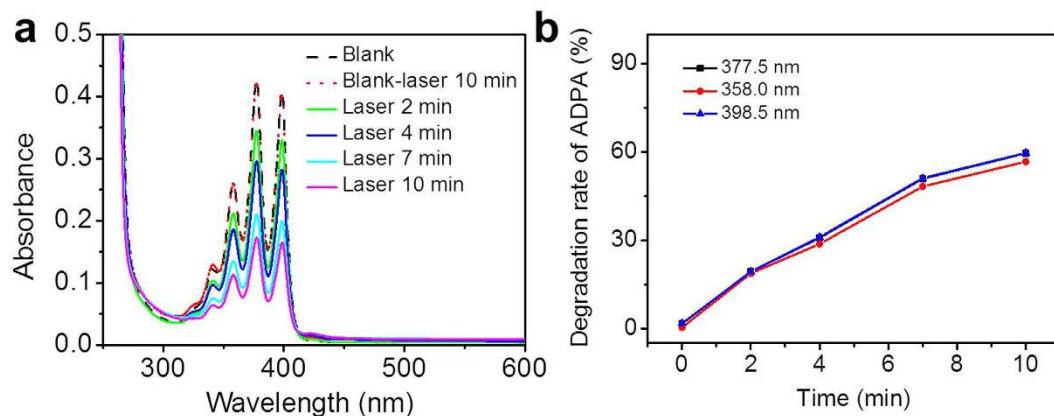 a
0.5
0.4
0.3
0.2
0.1
0.0
Absorbance
300
400
500
600
Wavelength (nm)
Blank
Blank-laser 10 min
Laser 2 min
Laser 4 min
Laser 7 min
Laser 10 min
b
90
60
30
0
Degradation rate of ADPA (%)
0
2
4
6
8
10
Time (min)
377.5 nm
358.0 nm
398.5 nm